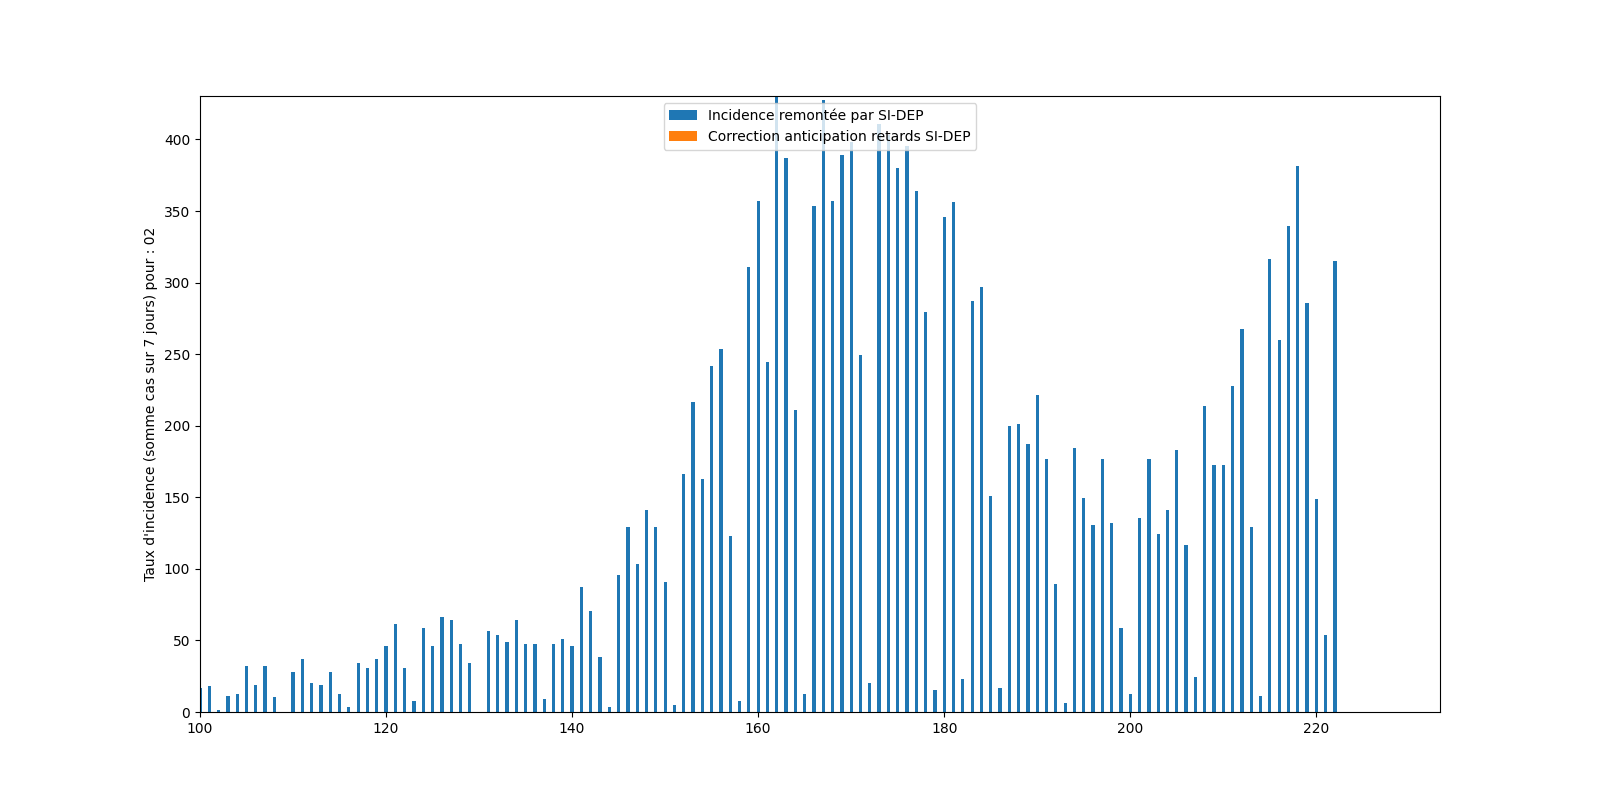 Incidence remontée par SI-DEP
Correction anticipation retards SI-DEP
Taux d'incidence (somme cas sur 7 jours) pour : 02
400
350
300
250
200
150
100
50
0
100 120 140 160 180 200 220